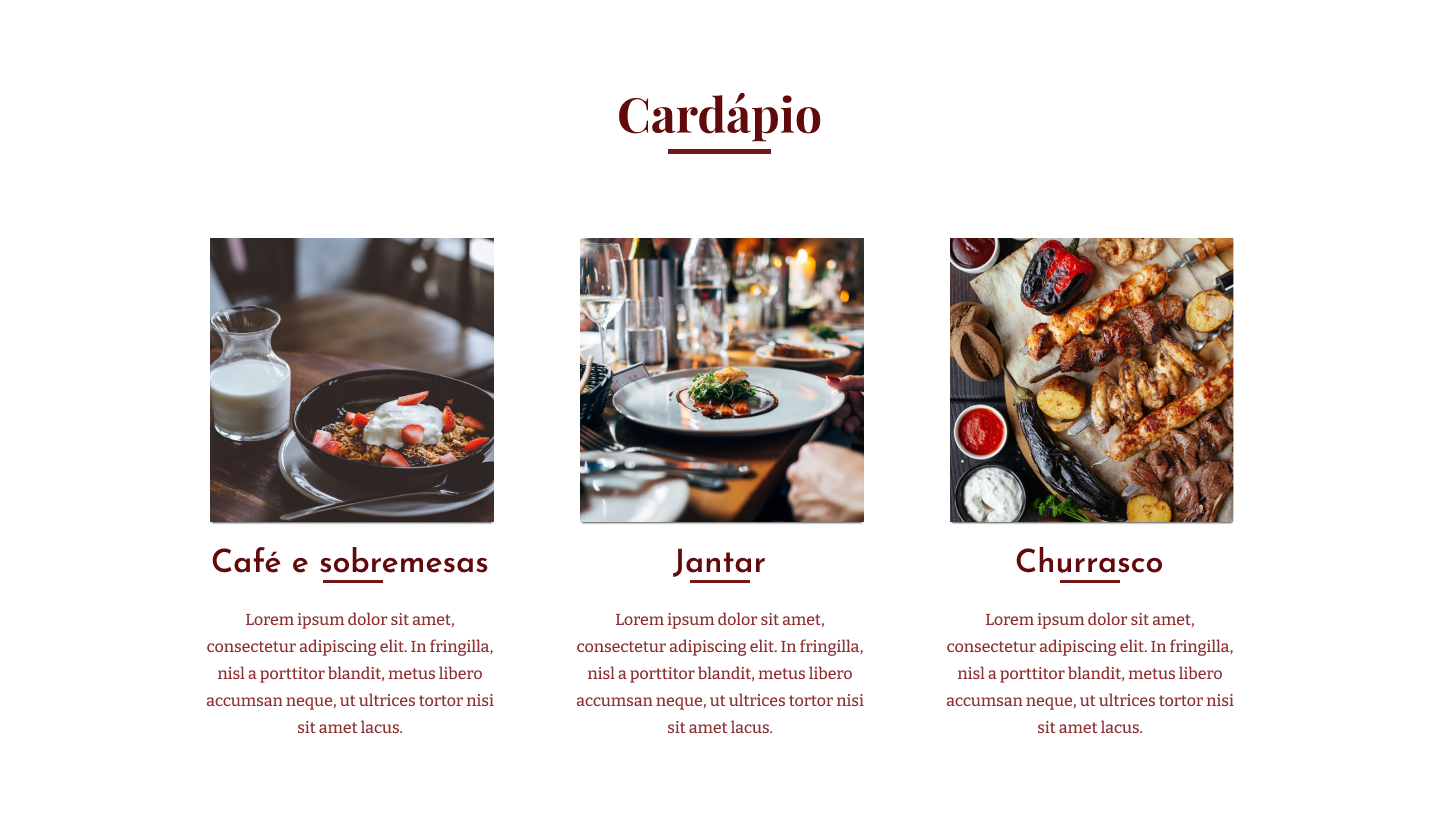 Cardápio
Café e sobremesas
Lorem ipsum dolor sit amet,
consectetur adipiscing elit. In fringilla,
nisl a porttitor blandit, metus libero
accumsan neque, ut ultrices tortor nisi
sit amet lacus.
Jantar
Lorem ipsum dolor sit amet,
consectetur adipiscing elit. In fringilla,
nisl a porttitor blandit, metus libero
accumsan neque, ut ultrices tortor nisi
sit amet lacus.
Churrasco
Lorem ipsum dolor sit amet,
consectetur adipiscing elit. In fringilla,
nisl a porttitor blandit, metus libero
accumsan neque, ut ultrices tortor nisi
sit amet lacus.